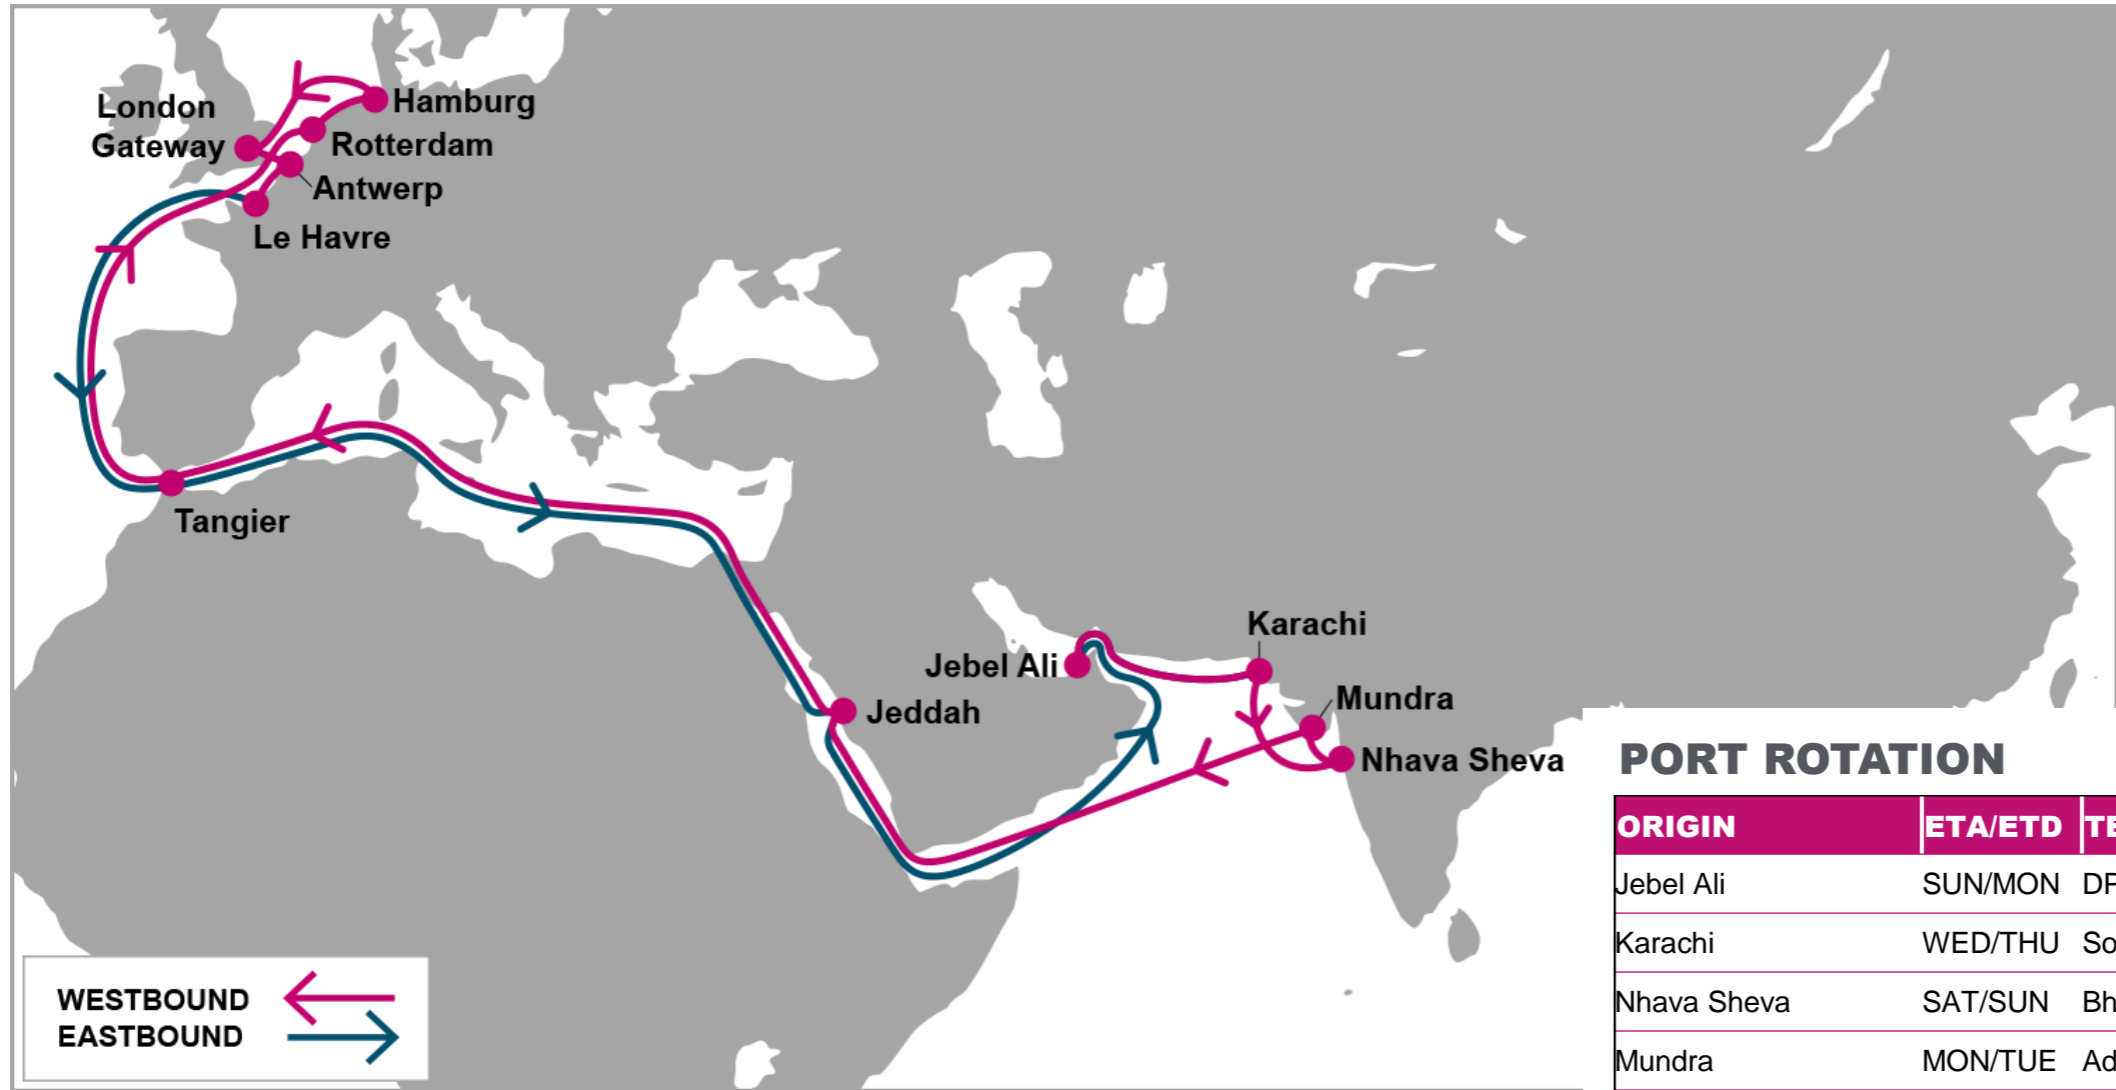 London
Gateway
Hamburg
Rotterdam
Antwerp
Le Havre
Tangier
Jeddah
Jebel Ali
Karachi
Mundra
Nhava Sheva
WESTBOUND
EASTBOUND
PORT ROTATION
ORIGIN ETA/ETD
Jebel Ali SUN/MON
Karachi WED/THU
Nhava Sheva SAT/SUN
Mundra MON/TUE